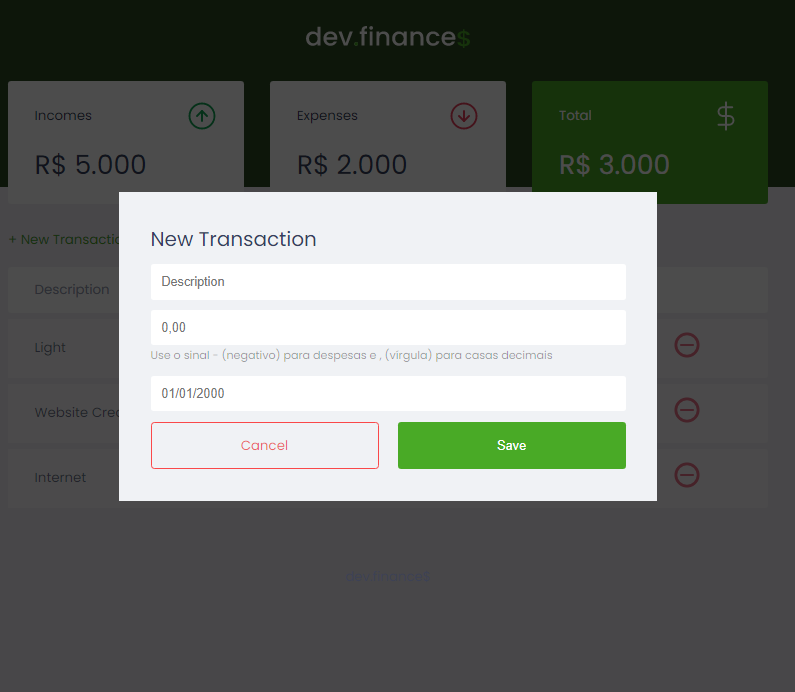 dev.finance$
Incomes
Expenses
Total
R$ 5.000
R$ 2.000
R$ 3.000
+ New Transactio
New Transaction
Description
Description
0,00
Light
Use o sinal - (negativo) para despesas e , (vírgula) para casas decimais
01/01/2000
Website Crea
Cancel
Save
Internet
dev.finance$